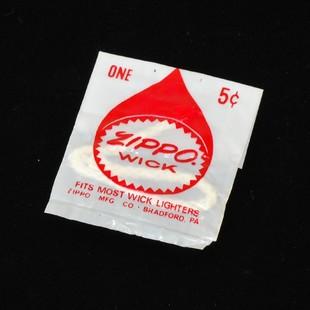 ONE 5¢
ZIPPO.
WICK
FITS MOST WICK LIGHTERS
ZIPPO MFG CO · BRADFORD, PA